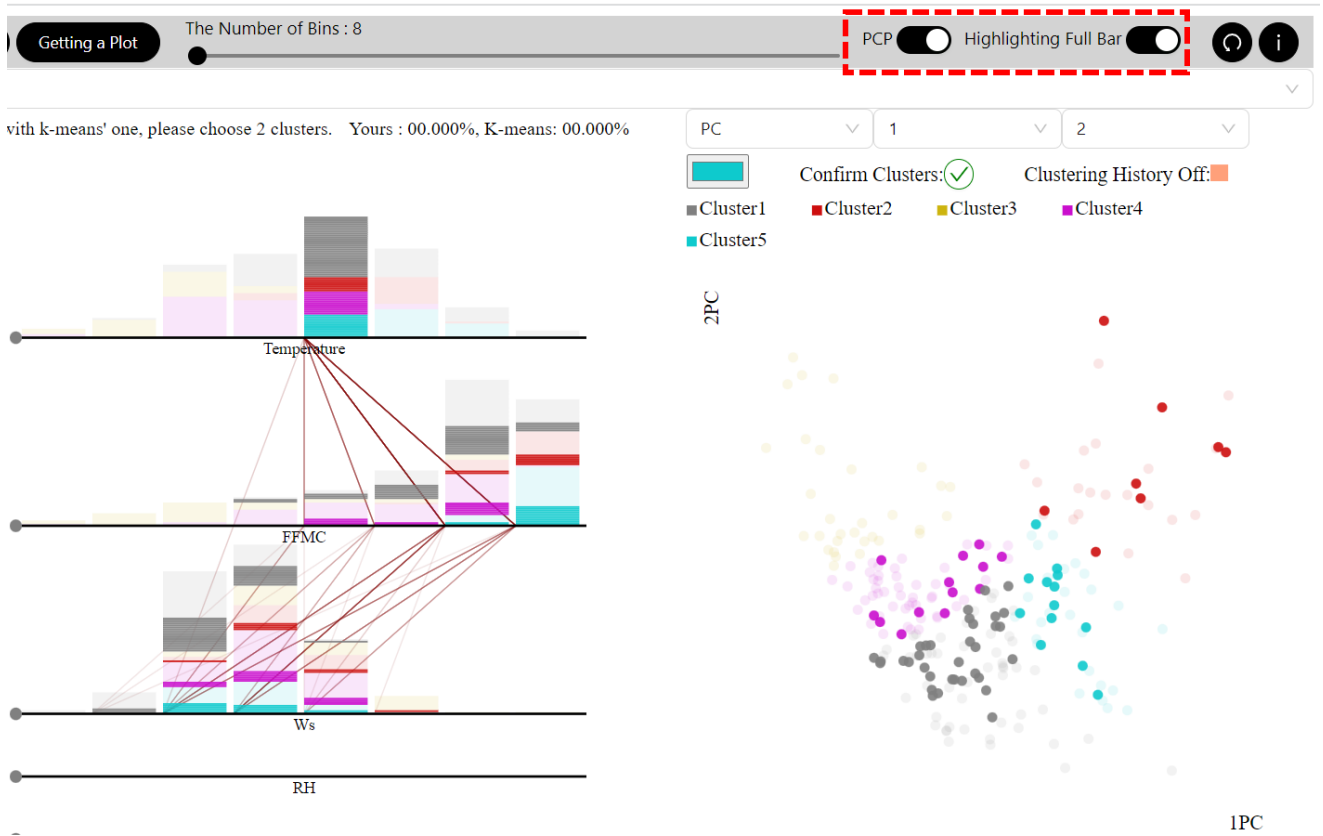 Getting a Plot
The Number of Bins : 8
PCP
Highlighting Full Bar
i
with k-means' one, please choose 2 clusters. Yours : 00.000%, K-means: 00.000%
PC
1
2
Confirm Clusters:
Clustering History Off:
Cluster1
Cluster2
Cluster3
Cluster4
Cluster5
2PC
Temperature
FFMC
Ws
RH
1PC